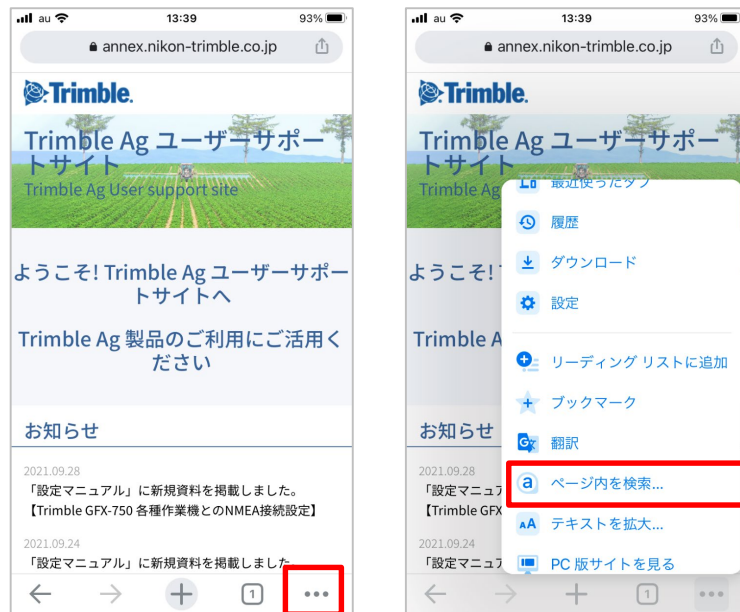 au
13:39
93%
annex.nikon-trimble.co.jp
Trimble.
Trimble Ag ユーザーサポー
トサイト
Trimble Ag User support site
ようこそ! Trimble Ag ユーザーサポー
トサイトへ
Trimble Ag 製品のご利用にご活用く
ださい
お知らせ
2021.09.28
「設定マニュアル」に新規資料を掲載しました。
【Trimble GFX-750 各種作業機とのNMEA接続設定】
2021.09.24
「設定マニュアル」に新規資料を掲載しました。
1
au
13:39
93%
annex.nikon-trimble.co.jp
Trimble.
Trimble Ag ユーザーサポー
トサイト
Trimble Ag
最近使ったタブ
履歴
ようこそ!
ダウンロード
設定
Trimble A
リーディング リストに追加
ブックマーク
お知らせ
翻訳
2021.09.28
ページ内を検索...
「設定マニュア
【Trimble GFX
テキストを拡大...
2021.09.24
「設定マニュア
PC 版サイトを見る
1